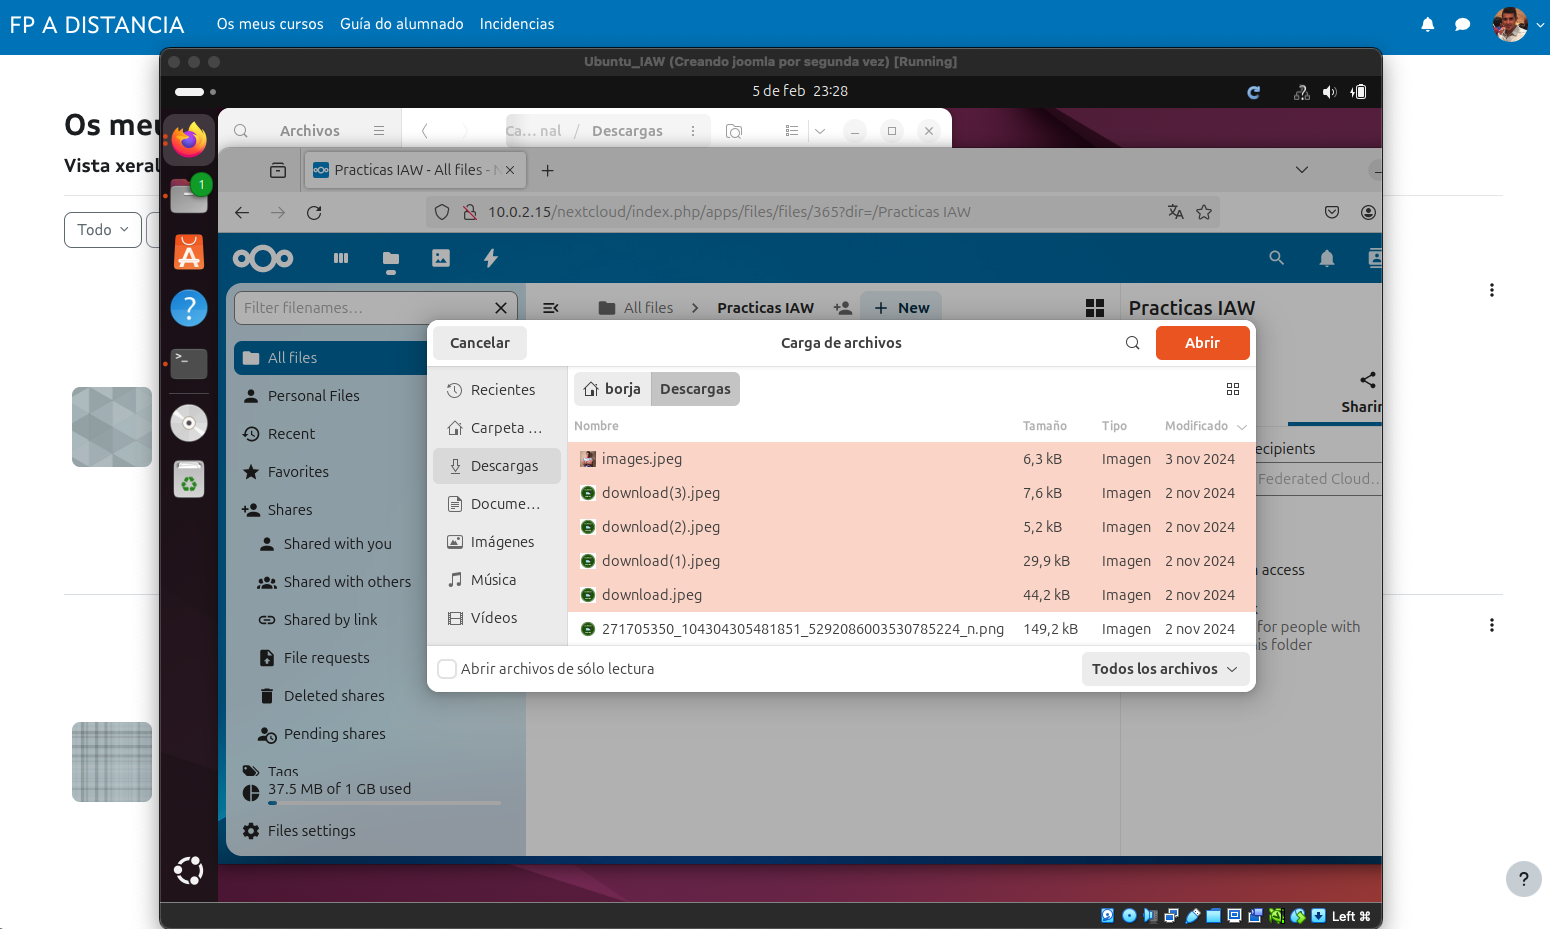 FP A DISTANCIA
Os meus cursos
Guía do alumnado
Incidencias
Ubuntu_IAW (Creando joomla por segunda vez) [Running]
5 de feb 23:28
Os meu
Vista xeral
Todo
1
Archivos
Ca... nal / Descargas
Practicas IAW - All files - N
10.0.2.15/nextcloud/index.php/apps/files/files/365?dir=/Practicas IAW
Filter filenames…
All files
Practicas IAW
New
Practicas IAW
All files
Personal Files
Recent
Favorites
Shares
Shared with you
Shared with others
Shared by link
File requests
Deleted shares
Pending shares
Tags
37.5 MB of 1 GB used
Files settings
Cancelar
Carga de archivos
Abrir
Recientes
Carpeta …
Descargas
Docume…
Imágenes
Música
Vídeos
borja
Descargas
Nombre Tamaño Tipo Modificado
images.jpeg 6,3 kB Imagen 3 nov 2024
download(3).jpeg 7,6 kB Imagen 2 nov 2024
download(2).jpeg 5,2 kB Imagen 2 nov 2024
download(1).jpeg 29,9 kB Imagen 2 nov 2024
download.jpeg 44,2 kB Imagen 2 nov 2024
271705350_104304305481851_5292086003530785224_n.png 149,2 kB Imagen 2 nov 2024
Abrir archivos de sólo lectura
Todos los archivos
Sharin
ecipients
Federated Cloud…
access
for people with
is folder
Left ⌘
?